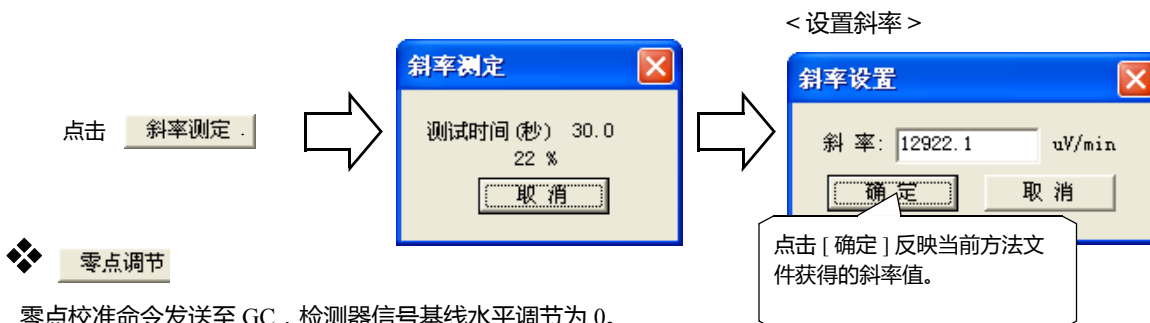 <设置斜率>
点击 斜率测定 .
斜率测定
测试时间(秒) 30.0
22 %
取 消
斜率设置
斜 率: 12922.1 uV/min
确 定 取 消
点击 [ 确定 ] 反映当前方法文
件获得的斜率值。
❖ 零点调节
零点校准命令发送至 GC，检测器信号基线水平调节为 0。